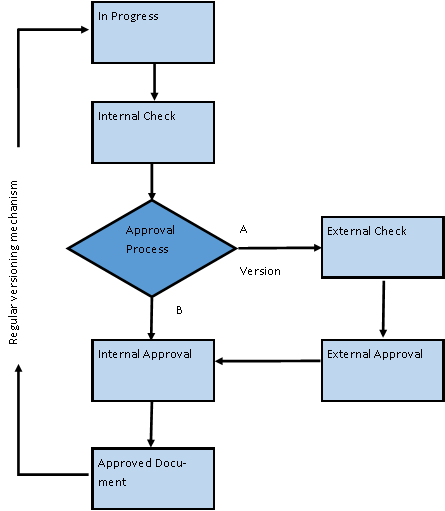 In Progress
Internal Check
Approval
Process
A
Version
External Check
B
Internal Approval
External Approval
Approved Docu-
ment
Regular versioning mechanism